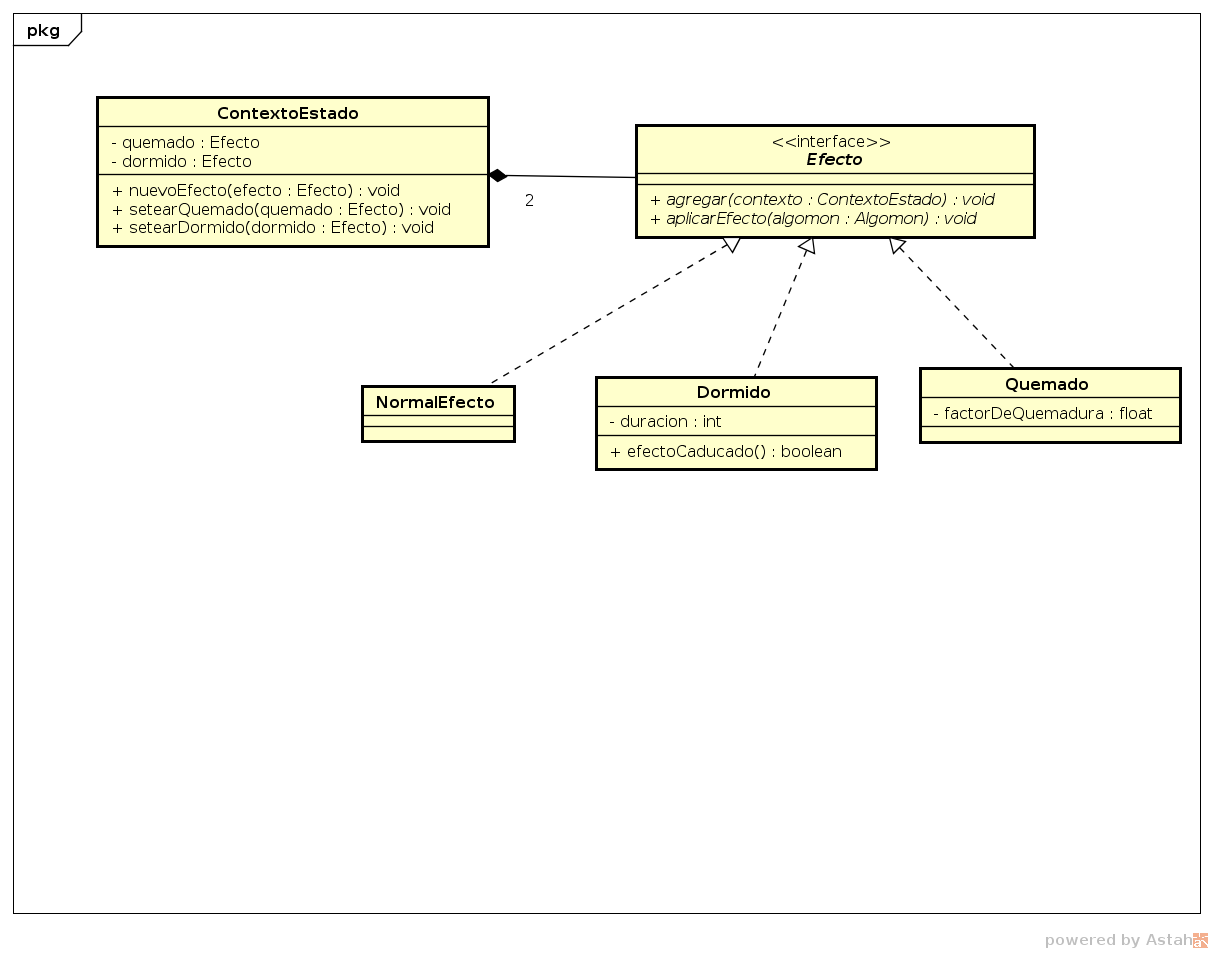 pkg
ContextoEstado
- quemado : Efecto
- dormido : Efecto
+ nuevoEfecto(efecto : Efecto) : void
+ setearQuemado(quemado : Efecto) : void
+ setearDormido(dormido : Efecto) : void
2
<<interface>>
Efecto
+ agregar(contexto : ContextoEstado) : void
+ aplicarEfecto(algomon : Algomon) : void
NormalEfecto
Dormido
- duracion : int
+ efectoCaducado() : boolean
Quemado
- factorDeQuemadura : float
powered by Astah